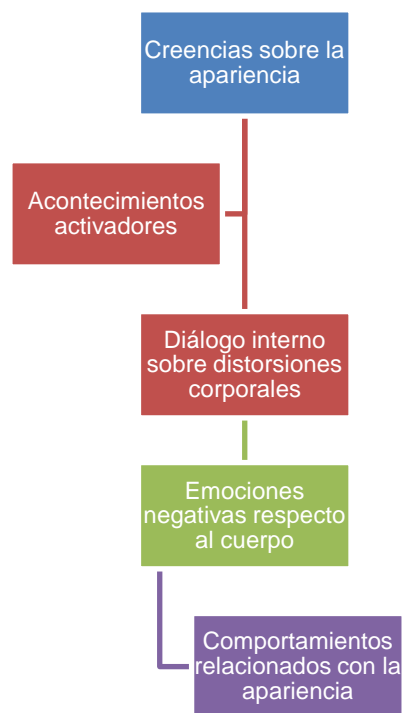 Creencias sobre la
apariencia
Acontecimientos
activadores
Diálogo interno
sobre distorsiones
corporales
Emociones
negativas respecto
al cuerpo
Comportamientos
relacionados con la
apariencia